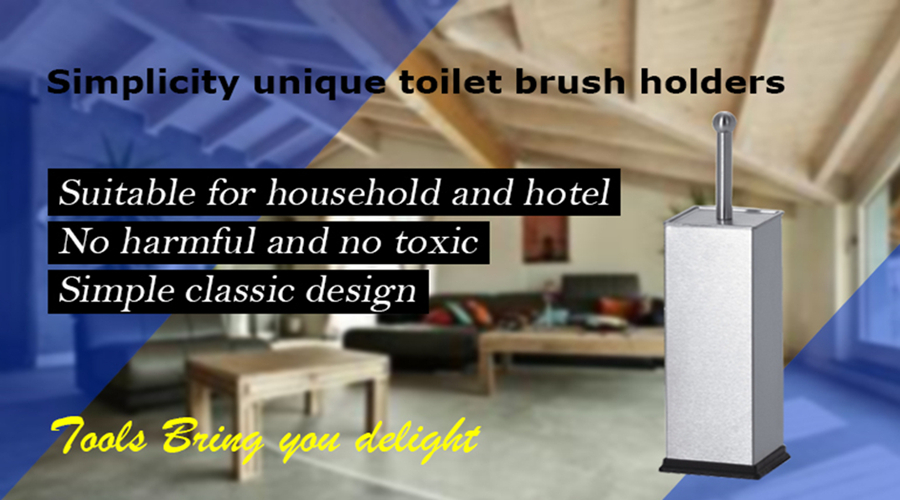 Simplicity unique toilet brush holders
Suitable for household and hotel
No harmful and no toxic
Simple classic design
Tools Bring you delight